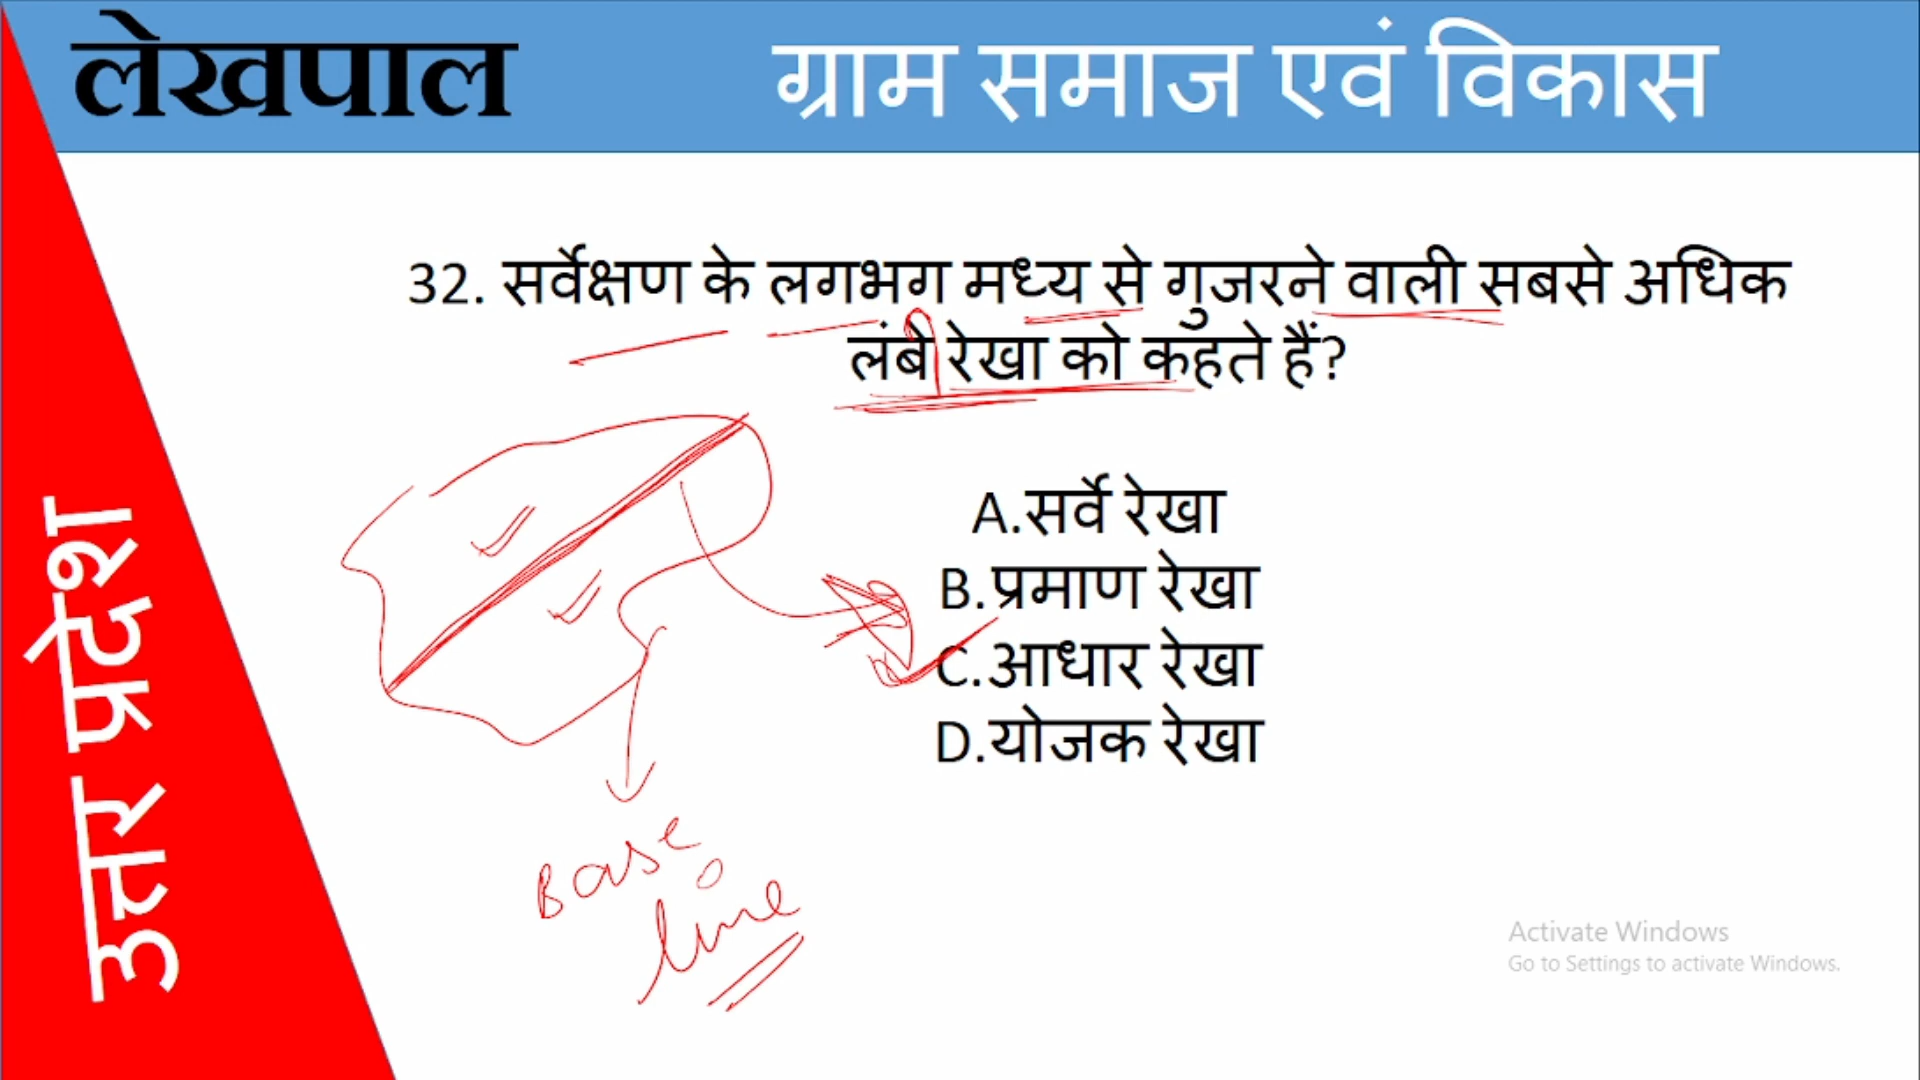 लेखपाल
ग्राम समाज एवं विकास
उत्तर प्रदेश
32. सर्वेक्षण के लगभग मध्य से गुजरने वाली सबसे अधिक
लंबी रेखा को कहते हैं?
A.सर्वे रेखा
B.प्रमाण रेखा
C.आधार रेखा
D.योजक रेखा
Base
line
Activate Windows
Go to Settings to activate Windows.